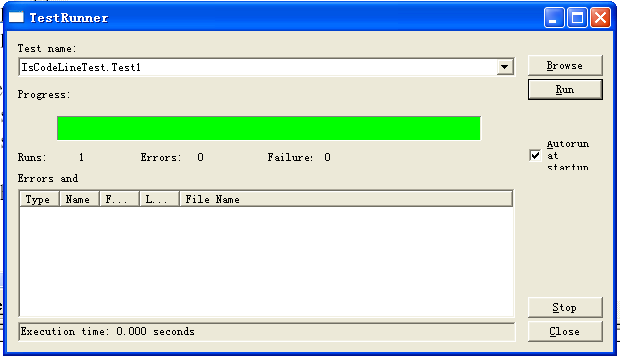 TestRunner
Test name:
IsCodeLineTest.Test1
Browse
Progress:
Run
Runs: 1 Errors: 0 Failure: 0
Autorun
at
startup
Errors and
Type Name F... L... File Name
Stop
Execution time: 0.000 seconds
Close